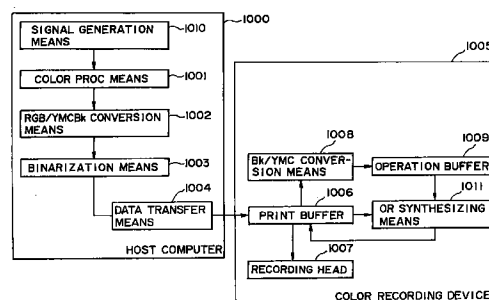 1000
SIGNAL GENERATION
MEANS
1010
COLOR PROC MEANS
1001
RGB/YMCBk CONVERSION
MEANS
1002
BINARIZATION MEANS
1003
1004
DATA TRANSFER
MEANS
HOST COMPUTER
1005
1008
Bk/YMC CONVER-
SION MEANS
1009
OPERATION BUFFER
1006
PRINT BUFFER
1011
OR SYNTHESIZING
MEANS
1007
RECORDING HEAD
COLOR RECORDING DEVICE